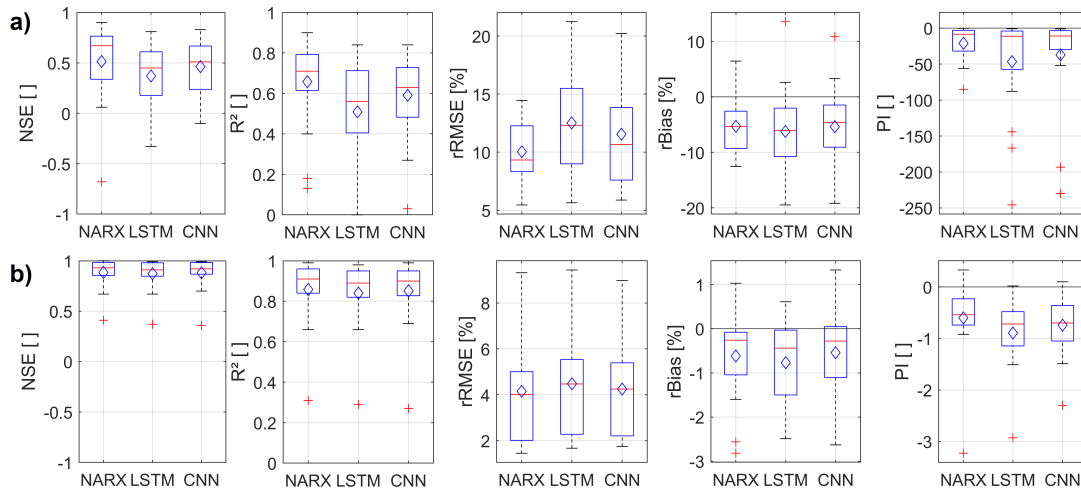 a)
NSE [ ]
1
0.5
0
-0.5
-1
NARX LSTM CNN
R² [ ]
1
0.8
0.6
0.4
0.2
0
NARX LSTM CNN
rRMSE [%]
20
15
10
5
NARX LSTM CNN
rBias [%]
10
0
-10
-20
NARX LSTM CNN
PI [ ]
0
-50
-100
-150
-200
-250
NARX LSTM CNN
b)
NSE [ ]
1
0.5
0
-0.5
-1
NARX LSTM CNN
R² [ ]
1
0.8
0.6
0.4
0.2
0
NARX LSTM CNN
rRMSE [%]
8
6
4
2
NARX LSTM CNN
rBias [%]
1
0
-1
-2
-3
NARX LSTM CNN
PI [ ]
0
-1
-2
-3
NARX LSTM CNN